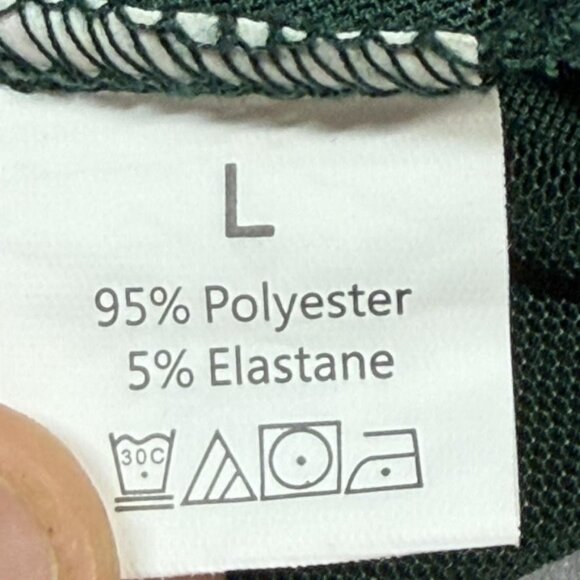 L
95% Polyester
5% Elastane
30C